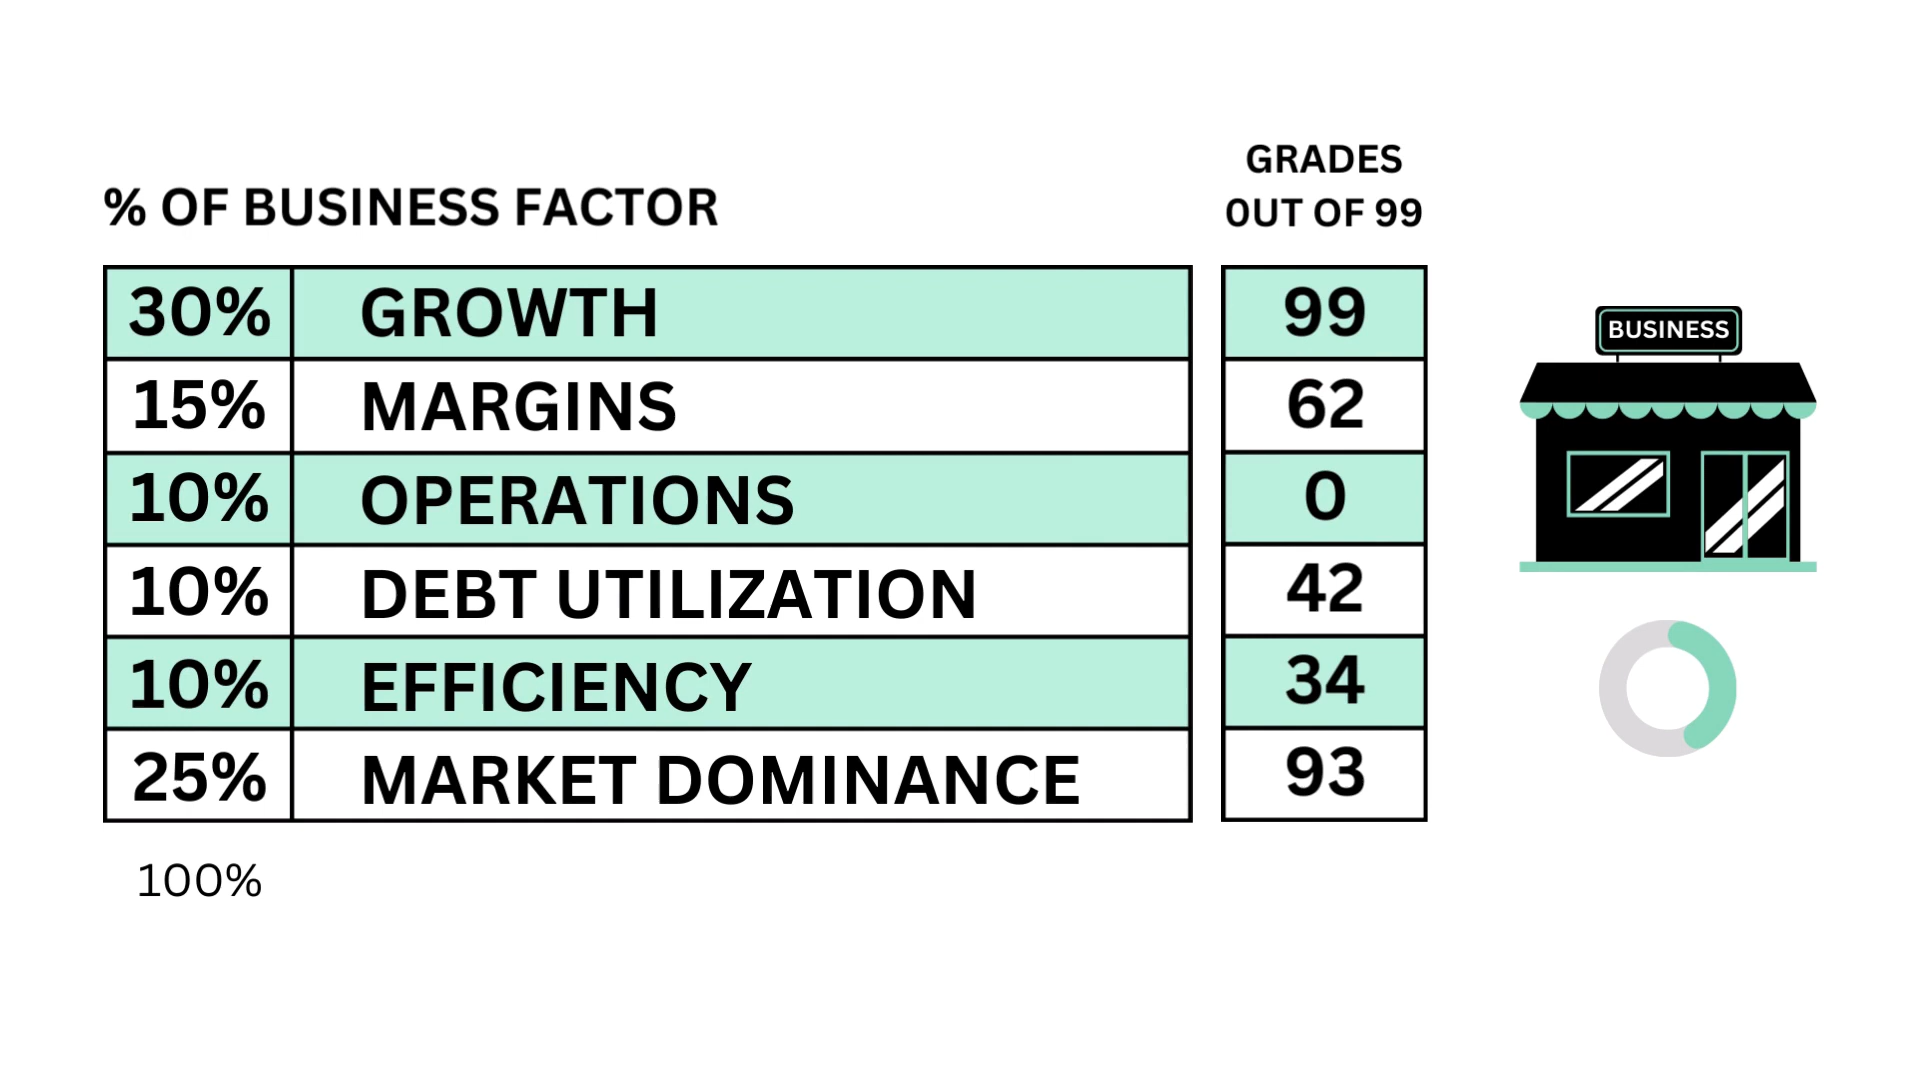 GRADES
0UT OF 99
% OF BUSINESS FACTOR
30% GROWTH 99
15% MARGINS 62
10% OPERATIONS 0
10% DEBT UTILIZATION 42
10% EFFICIENCY 34
25% MARKET DOMINANCE 93
100%
BUSINESS